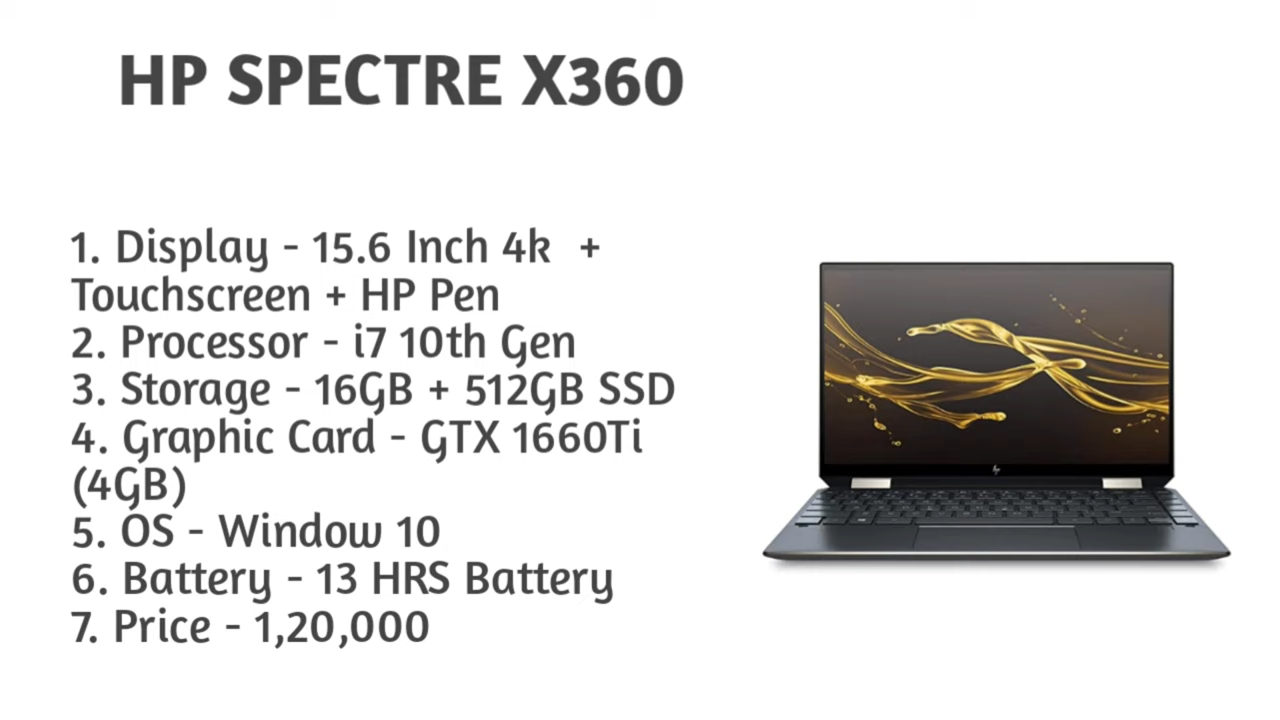 HP SPECTRE X360
1. Display - 15.6 Inch 4k +
Touchscreen + HP Pen
2. Processor - i7 10th Gen
3. Storage - 16GB + 512GB SSD
4. Graphic Card - GTX 1660Ti
(4GB)
5. OS - Window 10
6. Battery - 13 HRS Battery
7. Price - 1,20,000